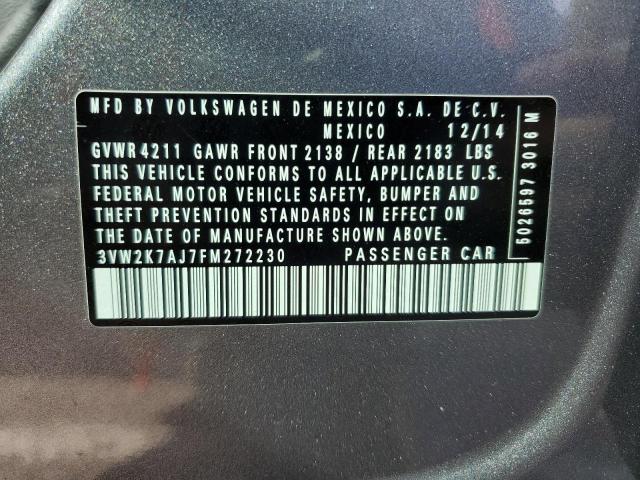 MFD BY VOLKSWAGEN DE MEXICO S.A. DE C.V.
MEXICO 12/14
GVWR 4211 GAWR FRONT 2138 / REAR 2183 LBS
THIS VEHICLE CONFORMS TO ALL APPLICABLE U.S.
FEDERAL MOTOR VEHICLE SAFETY, BUMPER AND
THEFT PREVENTION STANDARDS IN EFFECT ON
THE DATE OF MANUFACTURE SHOWN ABOVE.
3VW2K7AJ7FM272230 PASSENGER CAR
5026597 3016 M